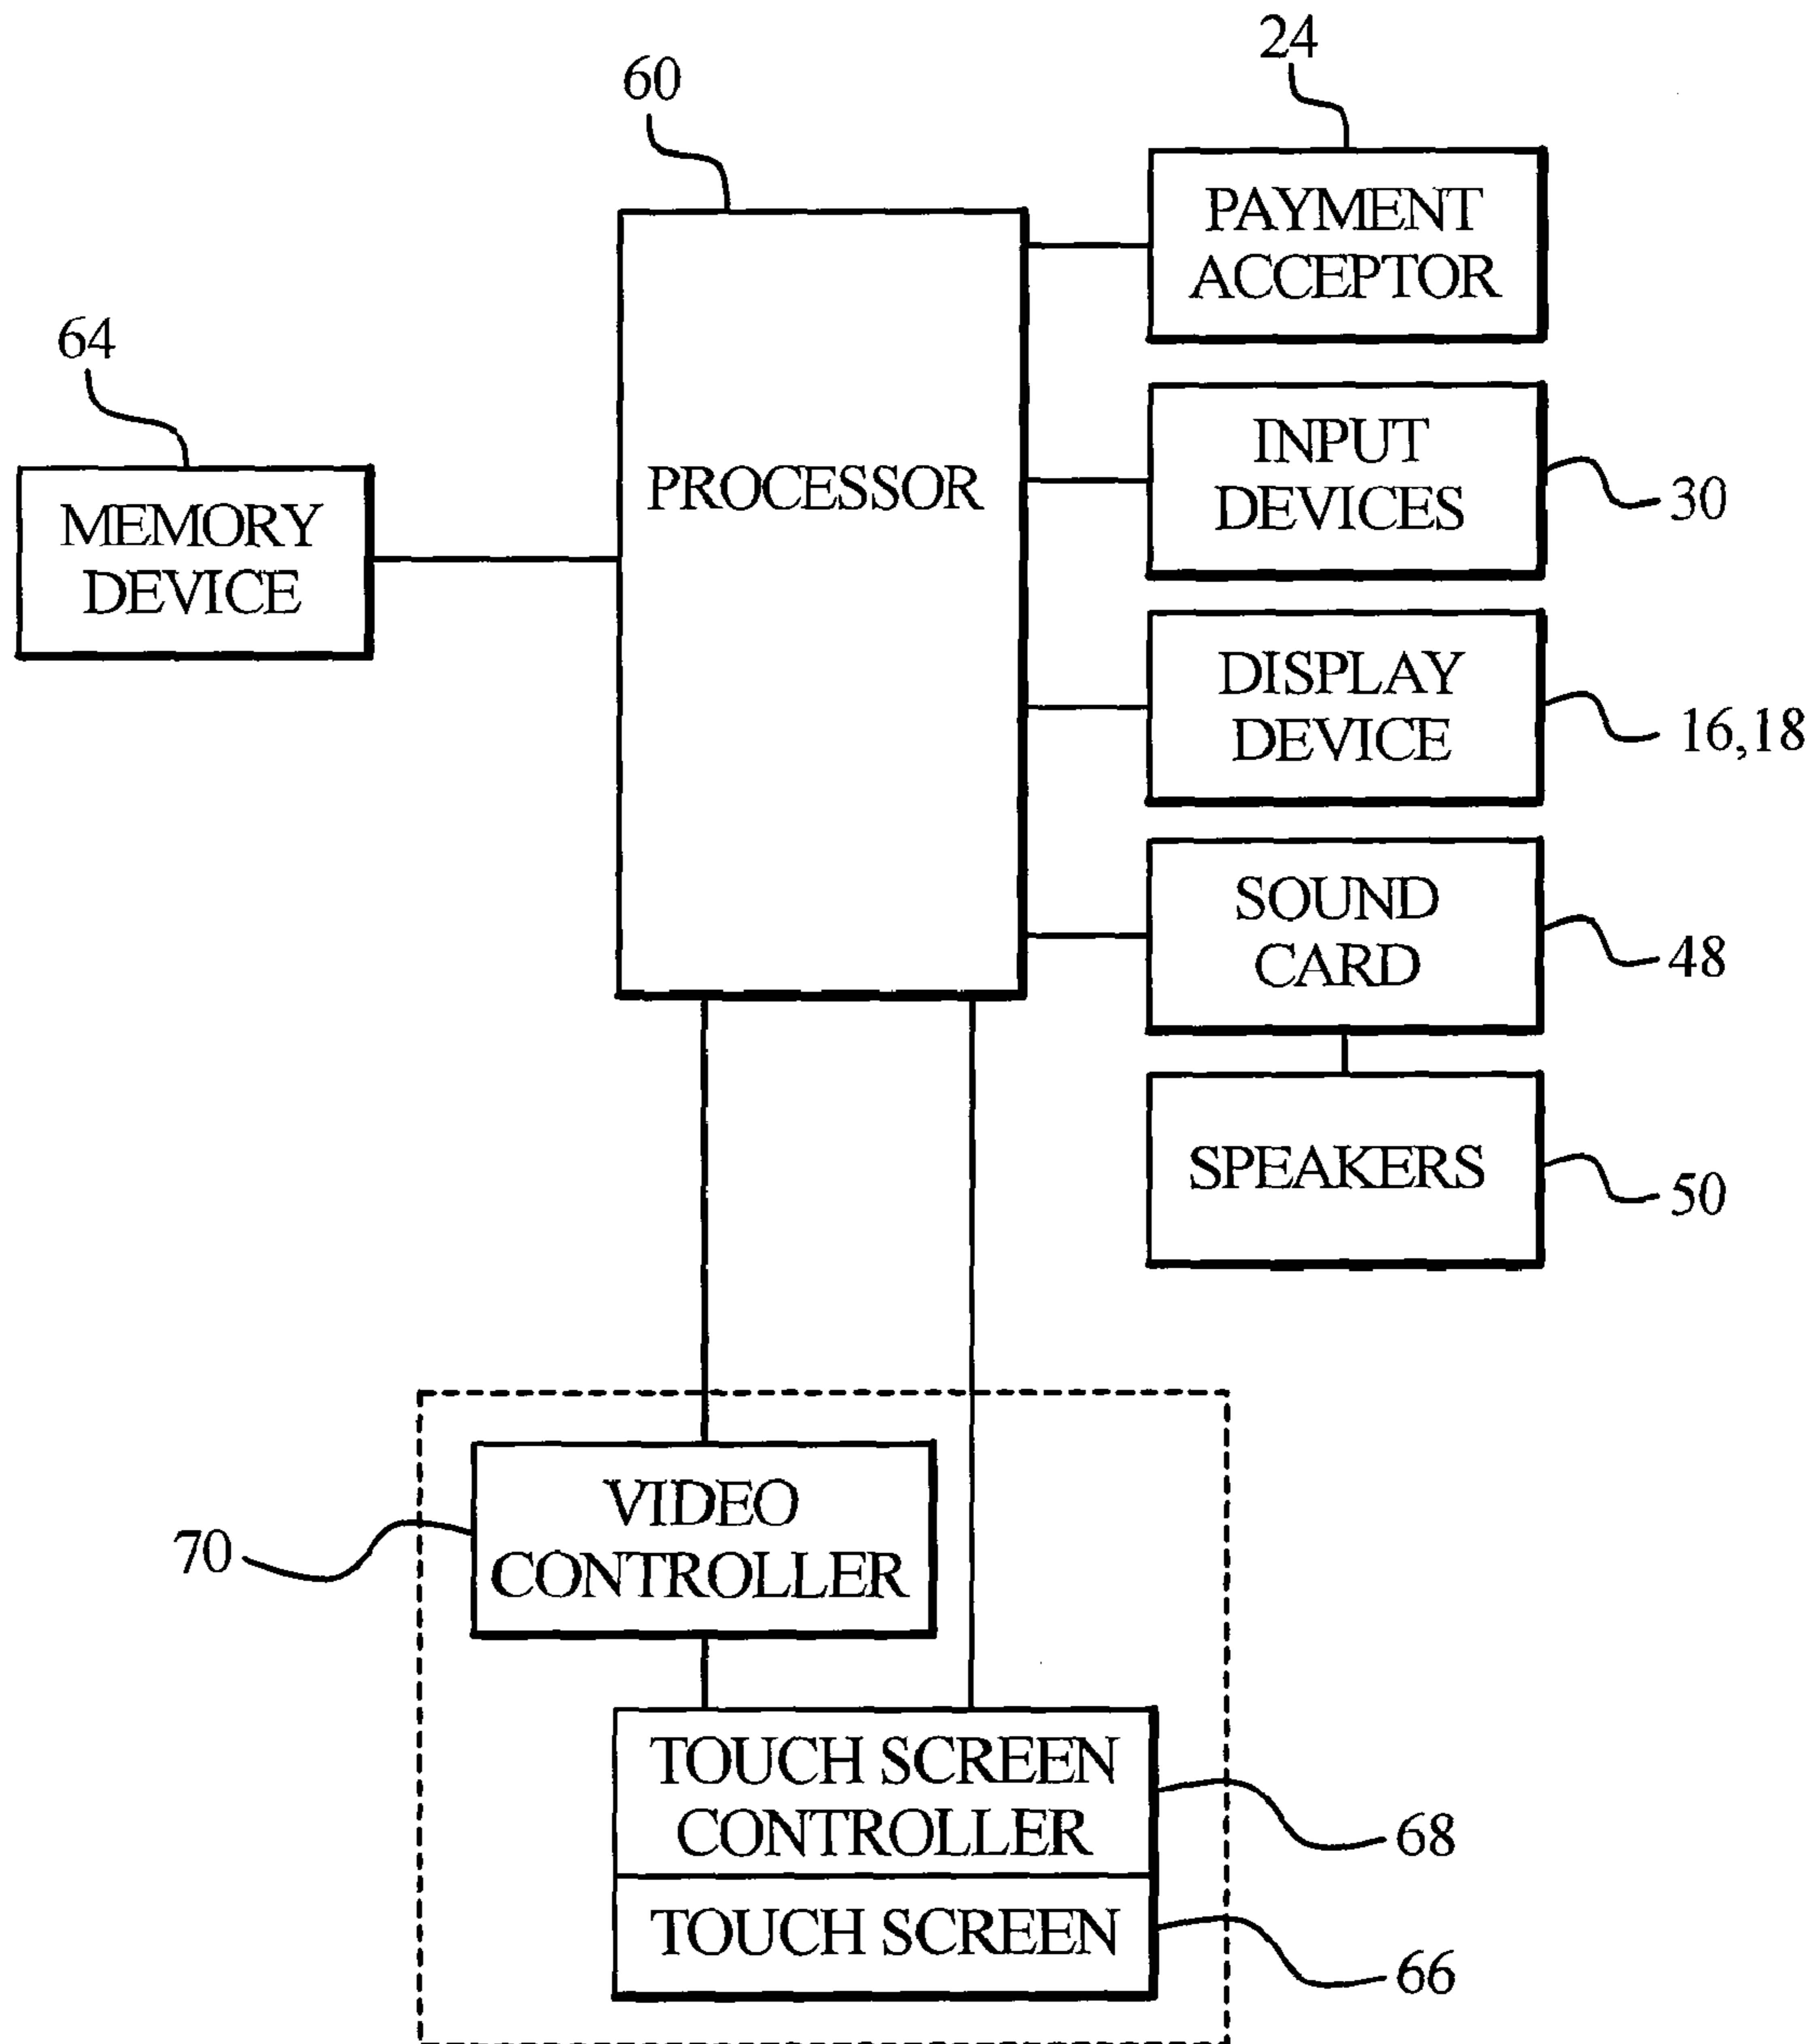 24
60
PAYMENT
ACCEPTOR
64
INPUT
DEVICES
30
PROCESSOR
MEMORY
DEVICE
DISPLAY
DEVICE
16,18
SOUND
CARD
48
SPEAKERS
50
VIDEO
CONTROLLER
70
TOUCH SCREEN
CONTROLLER
68
TOUCH SCREEN
66